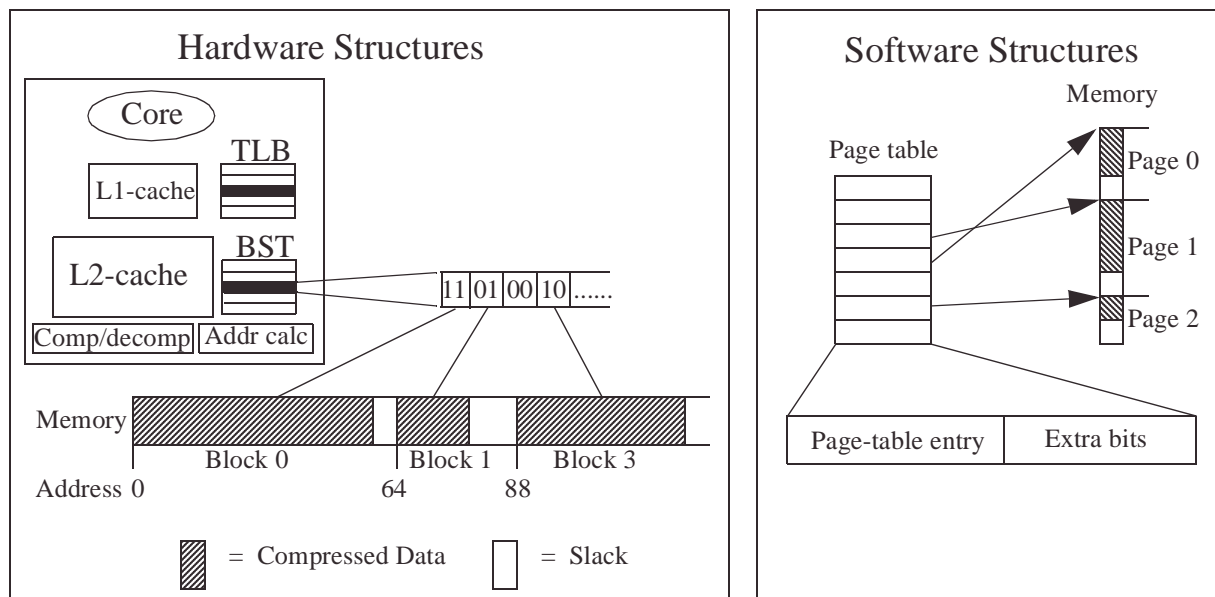 Hardware Structures
Core
TLB
L1-cache
BST
L2-cache
11 01 00 10 ......
Comp/decomp
Addr calc
Memory
Block 0
Block 1
Block 3
Address 0
64
88
= Compressed Data
= Slack
Software Structures
Memory
Page table
Page 0
Page 1
Page 2
Page-table entry
Extra bits